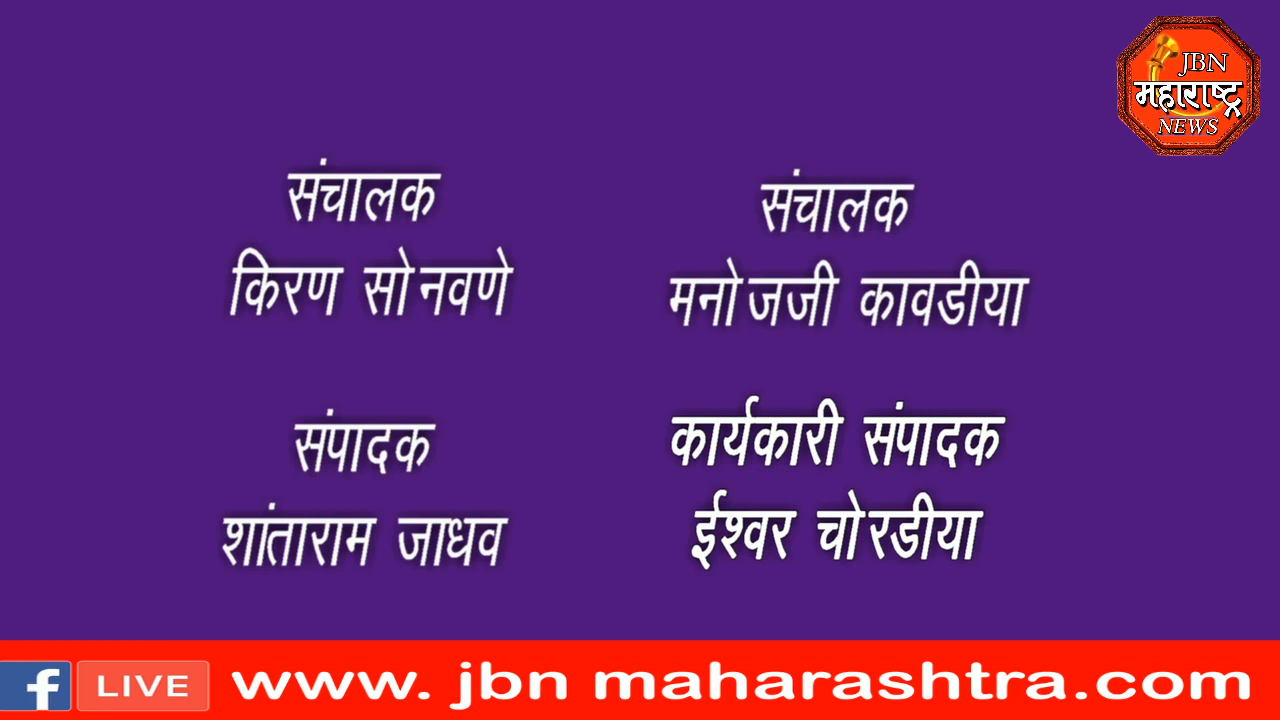 JBN
महाराष्ट्र
NEWS
संचालक
किरण सोनवणे
संचालक
मनोजजी कावडीया
संपादक
शांताराम जाधव
कार्यकारी संपादक
ईश्वर चोरडीया
f LIVE www. jbn maharashtra.com